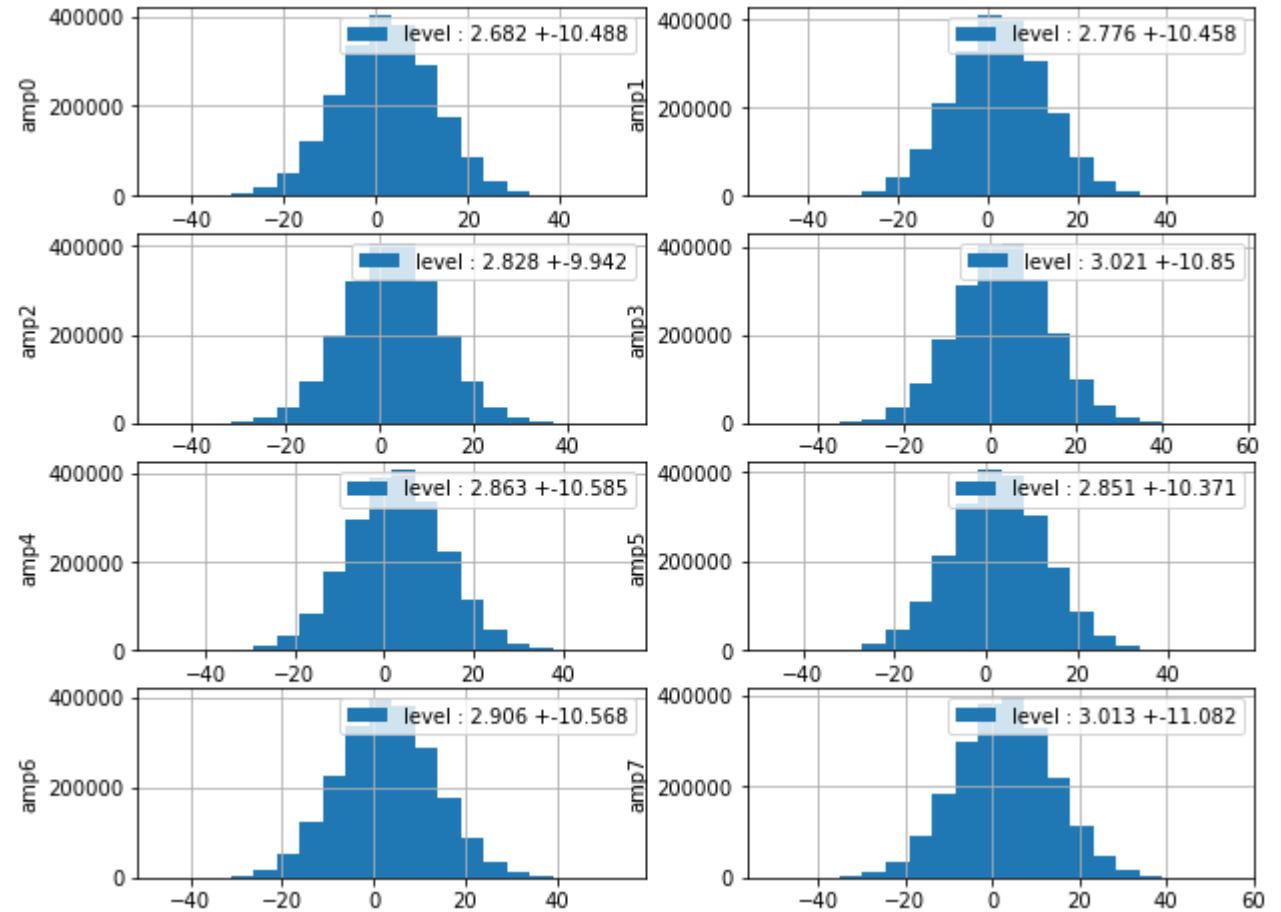 400000
200000
0
amp0
level : 2.682 +-10.488
−40 −20 0 20 40
400000
200000
0
amp1
level : 2.776 +-10.458
−40 −20 0 20 40
400000
200000
0
amp2
level : 2.828 +-9.942
−40 −20 0 20 40
400000
200000
0
amp3
level : 3.021 +-10.85
−40 −20 0 20 40 60
400000
200000
0
amp4
level : 2.863 +-10.585
−40 −20 0 20 40
400000
200000
0
amp5
level : 2.851 +-10.371
−40 −20 0 20 40
400000
200000
0
amp6
level : 2.906 +-10.568
−40 −20 0 20 40
400000
200000
0
amp7
level : 3.013 +-11.082
−40 −20 0 20 40 60